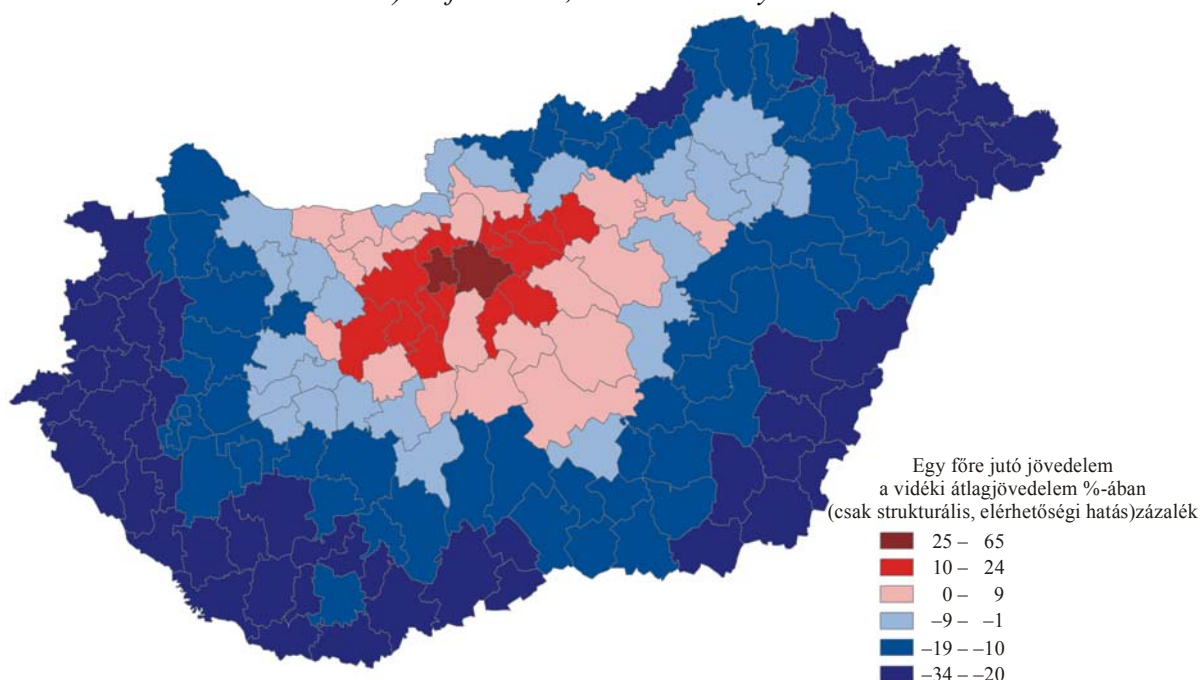 Egy főre jutó jövedelem
a vidéki átlagjövedelem %-ában
(csak strukturális, elérhetőségi hatás)zázalék
25 – 65
10 – 24
0 – 9
–9 – –1
–19 – –10
–34 – –20